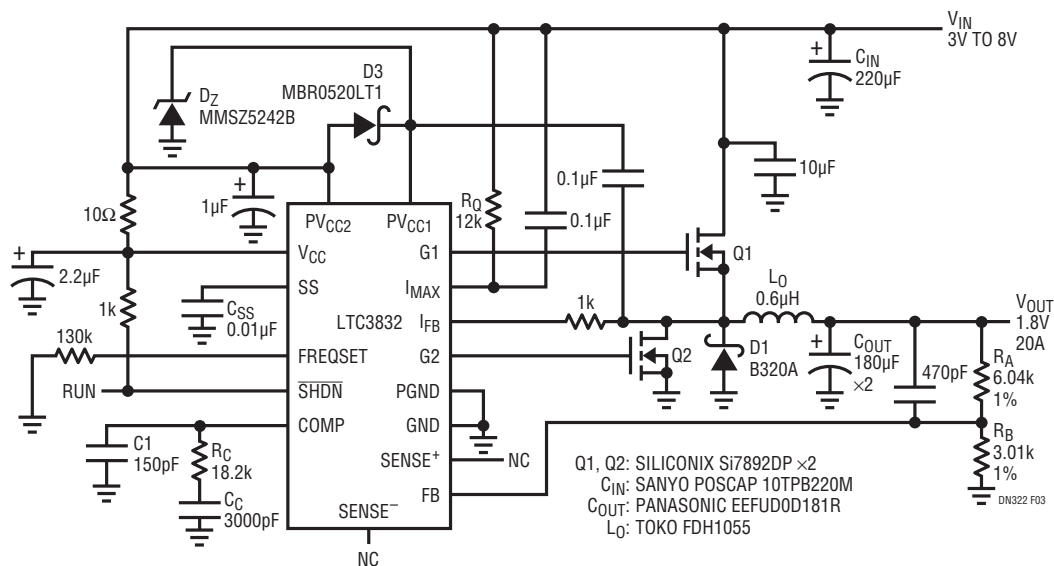 VIN
3V TO 8V
D3
MBR0520LT1
+
CIN
220µF
DZ
MMSZ5242B
10µF
0.1µF
+
1µF
10Ω
RQ
12k
0.1µF
PVCC2
PVCC1
+
2.2µF
VCC
G1
Q1
SS
IMAX
LO
0.6µH
1k
CSS
0.01µF
LTC3832
IFB
1k
VOUT
1.8V
20A
130k
FREQSET
G2
Q2
D1
B320A
+
COUT
180µF
×2
470pF
RA
6.04k
1%
RUN
SHDN
PGND
COMP
GND
C1
150pF
RC
18.2k
SENSE+
NC
RB
3.01k
1%
CC
3000pF
FB
SENSE–
NC
Q1, Q2: SILICONIX Si7892DP ×2
CIN: SANYO POSCAP 10TPB220M
COUT: PANASONIC EEFUD0D181R
LO: TOKO FDH1055
DN322 F03